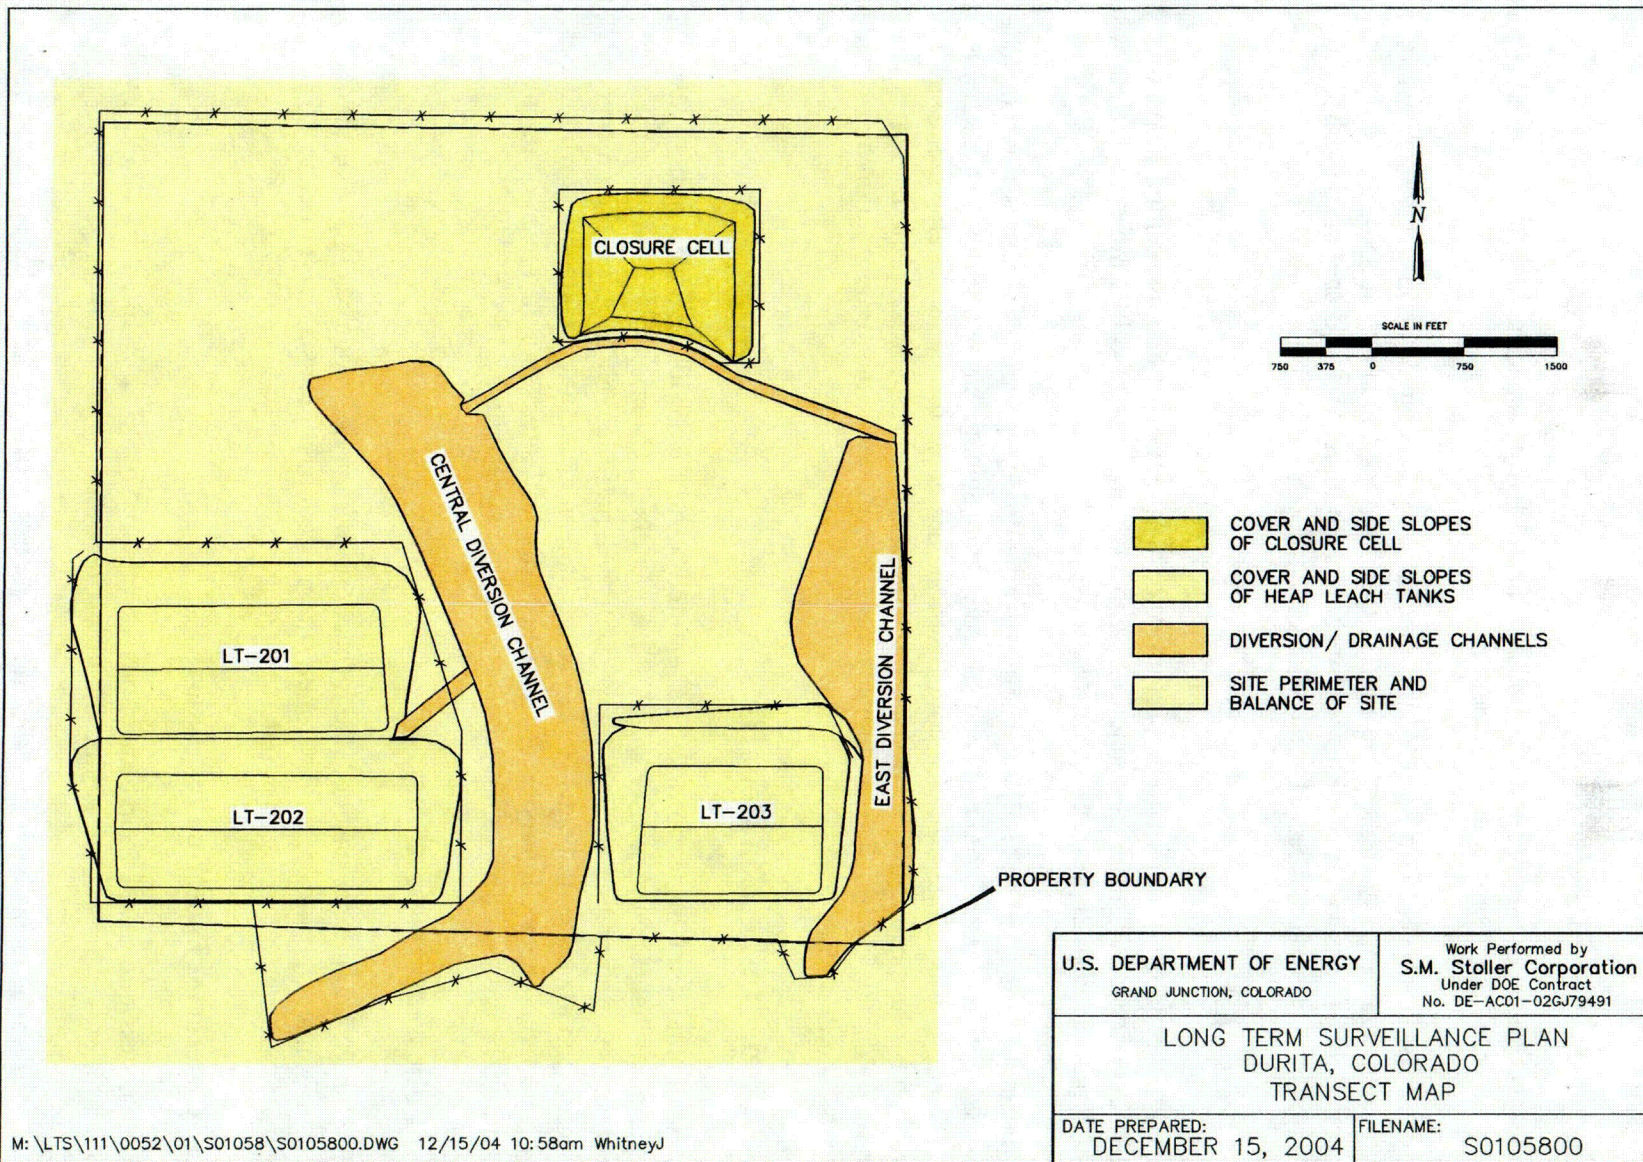 CLOSURE CELL
N
SCALE IN FEET
750 375 0 750 1500
CENTRAL DIVERSION CHANNEL
EAST DIVERSION CHANNEL
COVER AND SIDE SLOPES
OF CLOSURE CELL
COVER AND SIDE SLOPES
OF HEAP LEACH TANKS
DIVERSION/ DRAINAGE CHANNELS
SITE PERIMETER AND
BALANCE OF SITE
LT-201
LT-202
LT-203
PROPERTY BOUNDARY
U.S. DEPARTMENT OF ENERGY
GRAND JUNCTION, COLORADO
Work Performed by
S.M. Stoller Corporation
Under DOE Contract
No. DE-AC01-02GJ79491
LONG TERM SURVEILLANCE PLAN
DURITA, COLORADO
TRANSECT MAP
DATE PREPARED:
DECEMBER 15, 2004
FILENAME:
S0105800
M:\LTS\111\0052\01\S01058\S0105800.DWG 12/15/04 10:58am WhitneyJ